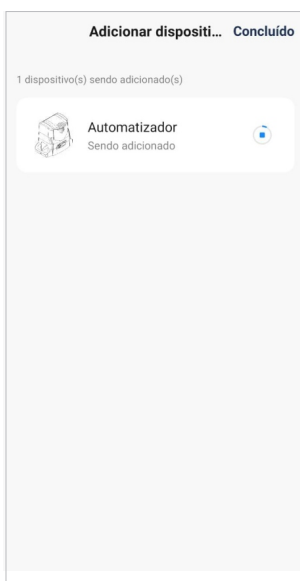 Adicionar dispositi... Concluído
1 dispositivo(s) sendo adicionado(s)
Automatizador
Sendo adicionado